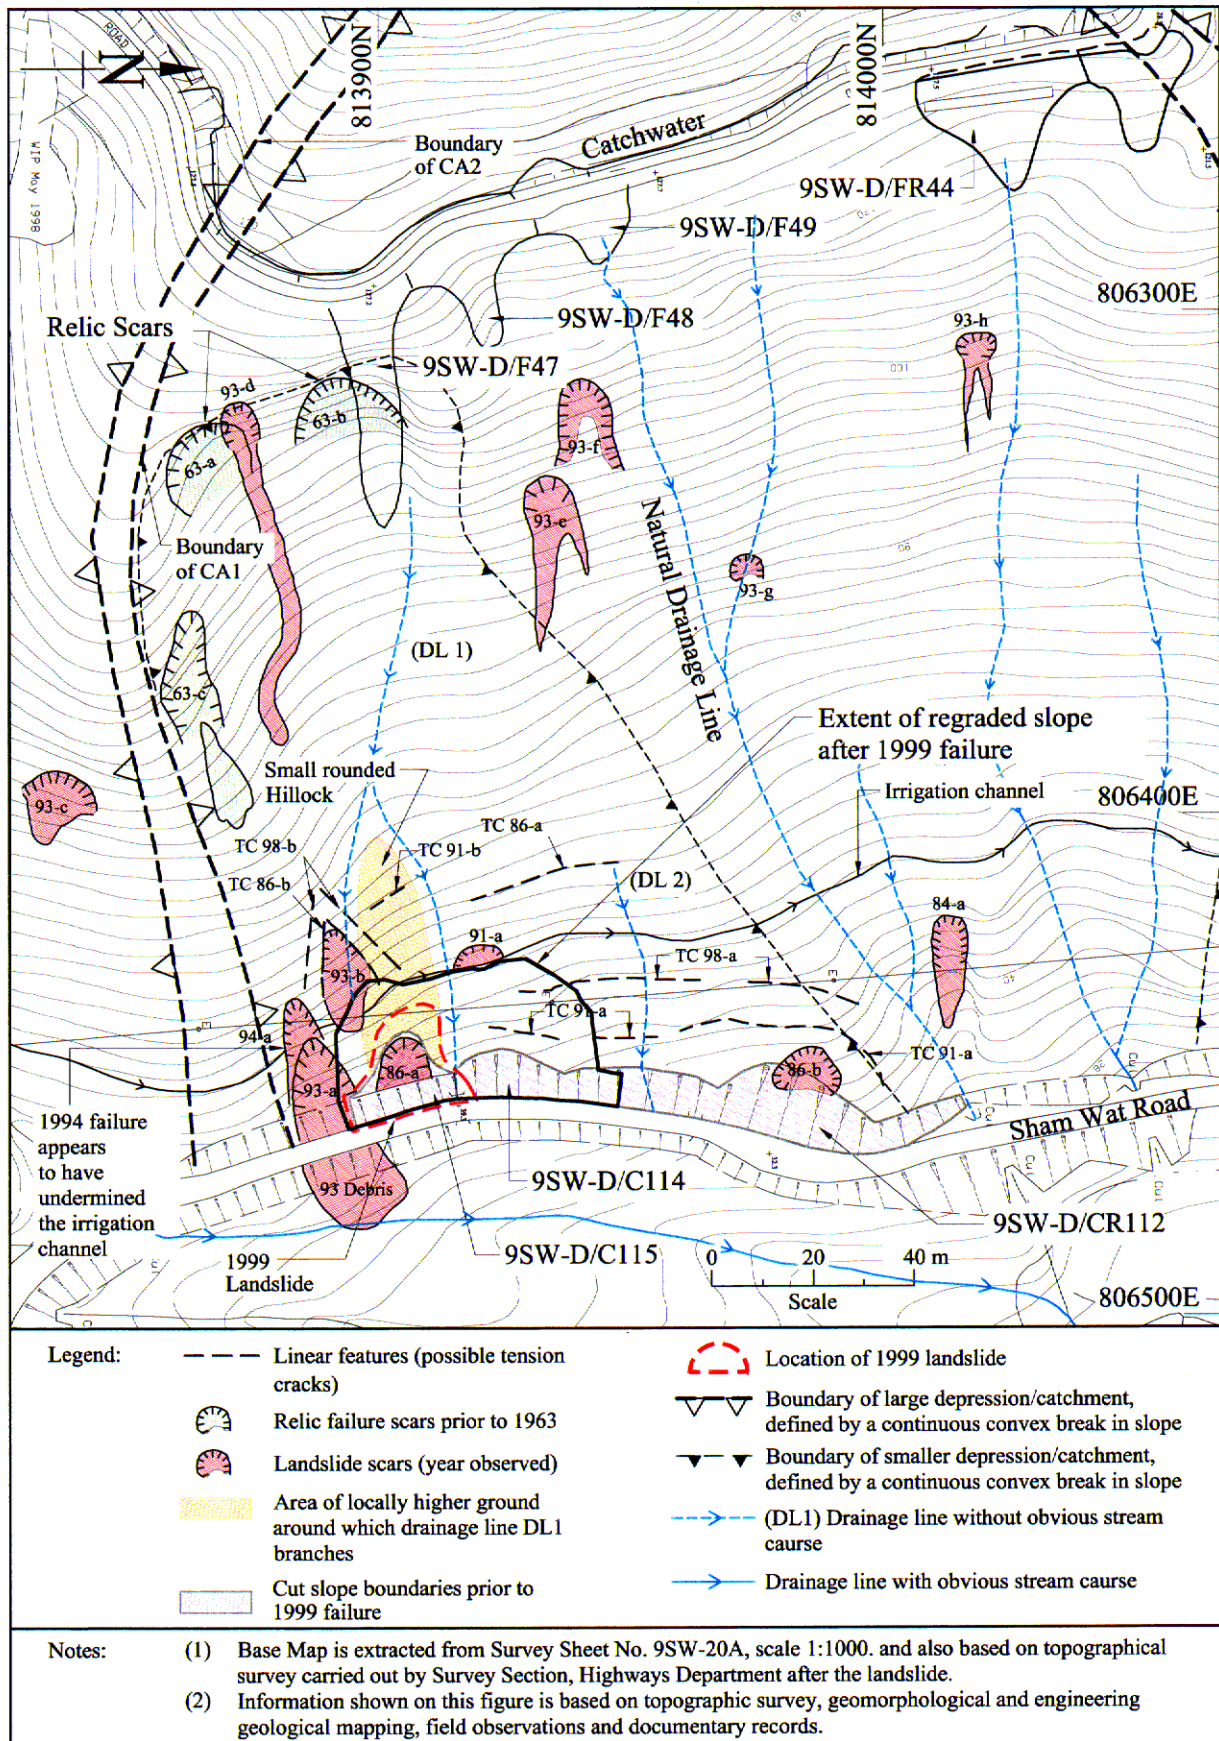 ROAD
N
813900N
814000N
WIP May 1998
Boundary
of CA2
Catchwater
9SW-D/FR44
9SW-D/F49
806300E
9SW-D/F48
Relic Scars
9SW-D/F47
93-h
93-d
63-b
63-a
93-f
93-e
Boundary
of CA1
Natural Drainage Line
93-g
(DL 1)
63-c
Extent of regraded slope
after 1999 failure
Small rounded
Hillock
Irrigation channel
806400E
93-c
TC 98-b
TC 86-a
TC 91-b
TC 86-b
(DL 2)
84-a
91-a
93-b
TC 98-a
TC 91-a
94-a
86-a
86-b
TC 91-a
93-a
1994 failure
appears
to have
undermined
the irrigation
channel
Sham Wat Road
93 Debris
9SW-D/C114
9SW-D/CR112
1999
Landslide
9SW-D/C115
0 20 40 m
Scale
806500E
Legend:
Linear features (possible tension
cracks)
Relic failure scars prior to 1963
Landslide scars (year observed)
Area of locally higher ground
around which drainage line DL1
branches
Cut slope boundaries prior to
1999 failure
Location of 1999 landslide
Boundary of large depression/catchment,
defined by a continuous convex break in slope
Boundary of smaller depression/catchment,
defined by a continuous convex break in slope
(DL1) Drainage line without obvious stream
caurse
Drainage line with obvious stream caurse
Notes:
(1) Base Map is extracted from Survey Sheet No. 9SW-20A, scale 1:1000. and also based on topographical
survey carried out by Survey Section, Highways Department after the landslide.
(2) Information shown on this figure is based on topographic survey, geomorphological and engineering
geological mapping, field observations and documentary records.